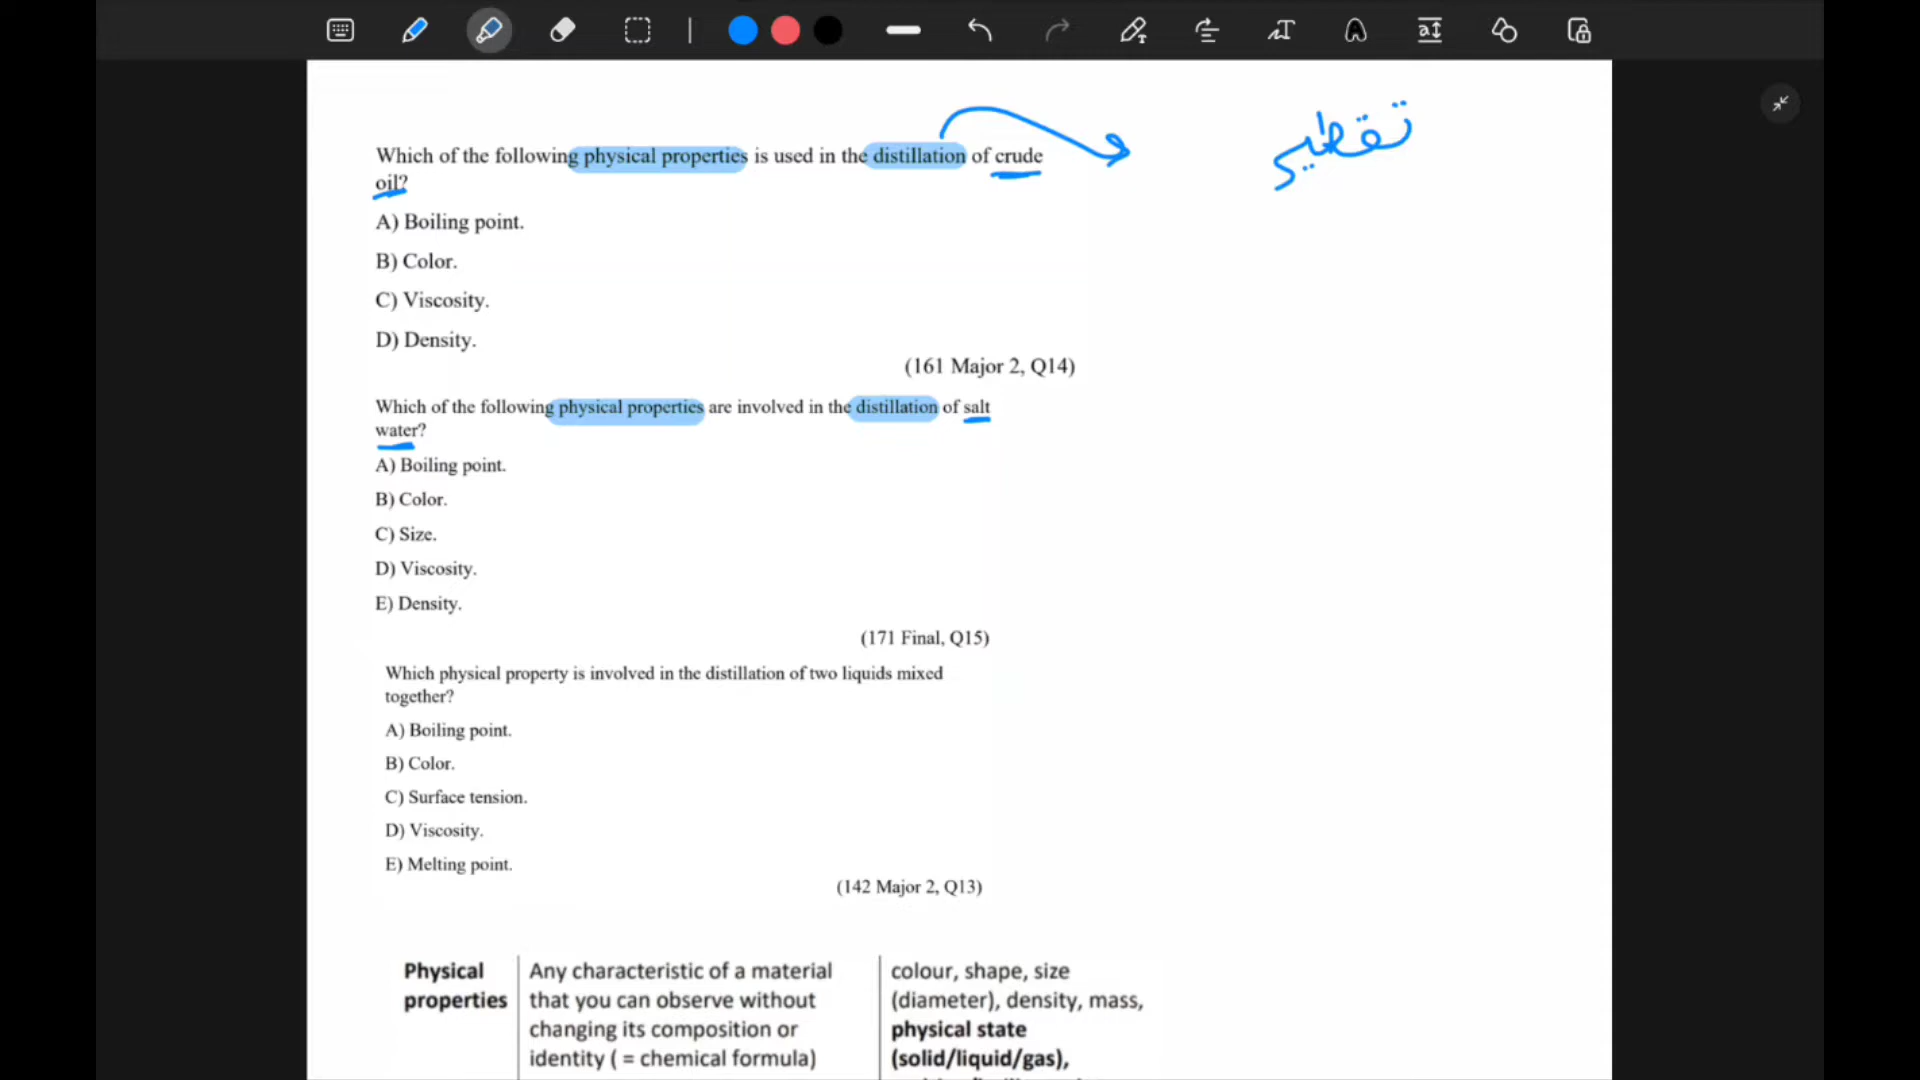 تقطير
Which of the following physical properties is used in the distillation of crude
oil?
A) Boiling point.
B) Color.
C) Viscosity.
D) Density.
(161 Major 2, Q14)
Which of the following physical properties are involved in the distillation of salt
water?
A) Boiling point.
B) Color.
C) Size.
D) Viscosity.
E) Density.
(171 Final, Q15)
Which physical property is involved in the distillation of two liquids mixed
together?
A) Boiling point.
B) Color.
C) Surface tension.
D) Viscosity.
E) Melting point.
(142 Major 2, Q13)
Physical
properties
Any characteristic of a material
that you can observe without
changing its composition or
identity ( = chemical formula)
colour, shape, size
(diameter), density, mass,
physical state
(solid/liquid/gas),